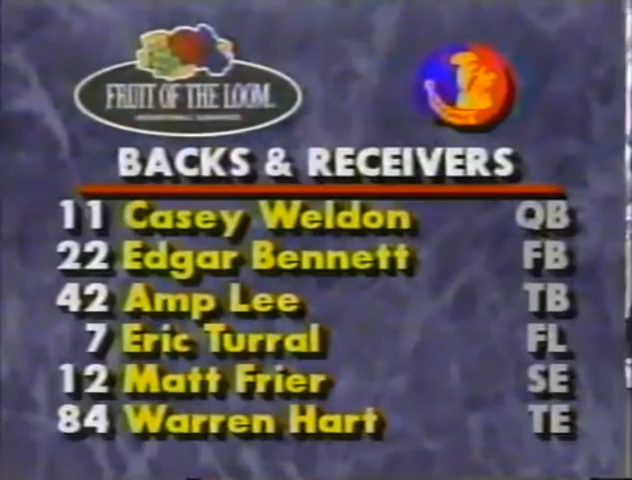 FRUIT OF THE LOOM.
BACKS & RECEIVERS
11 Casey Weldon QB
22 Edgar Bennett FB
42 Amp Lee TB
7 Eric Turral FL
12 Matt Frier SE
84 Warren Hart TE